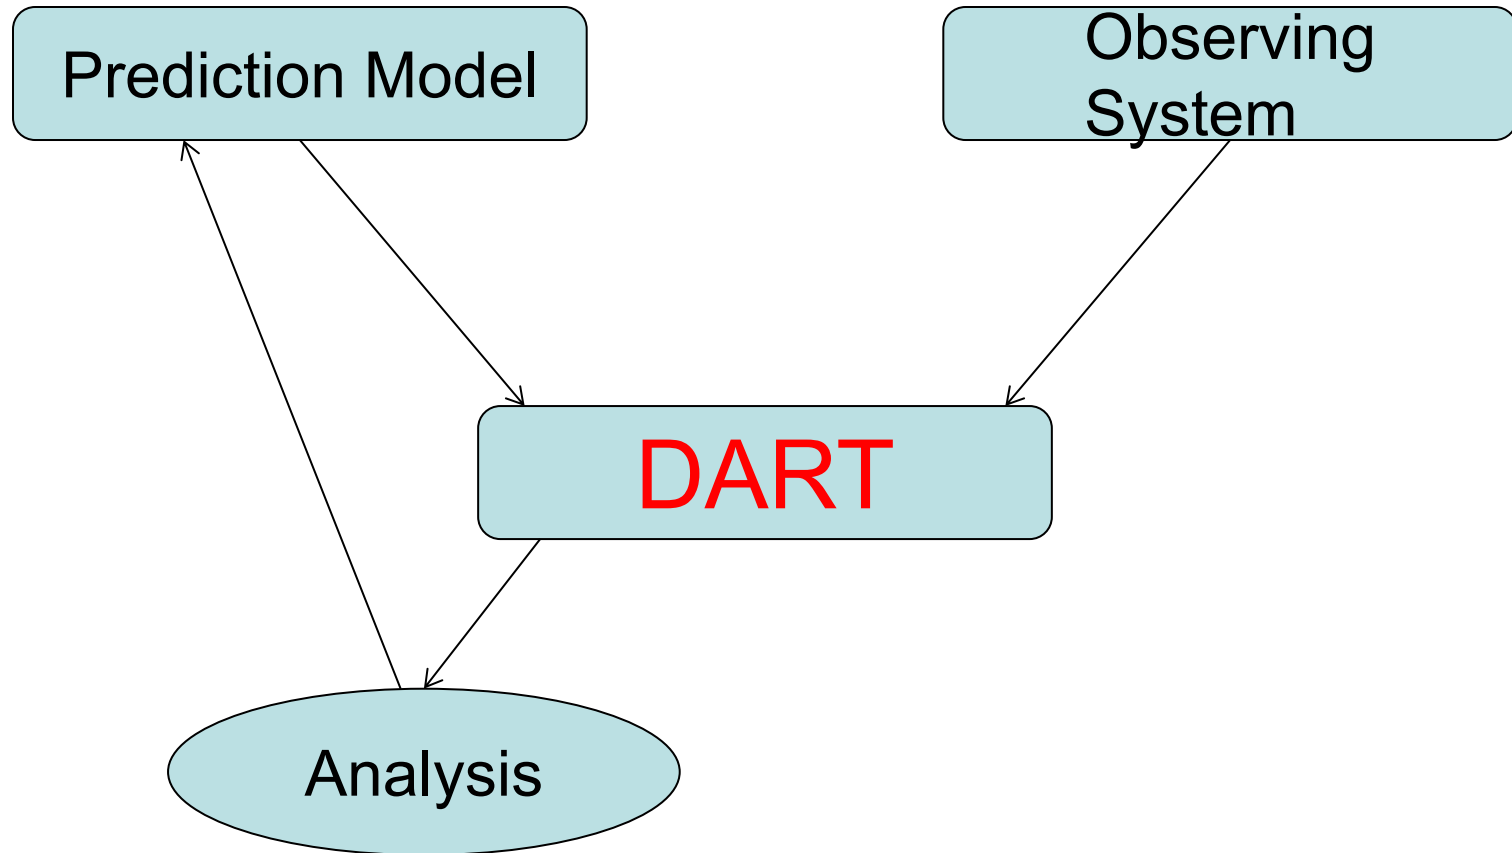 Prediction Model
Observing
System
DART
Analysis